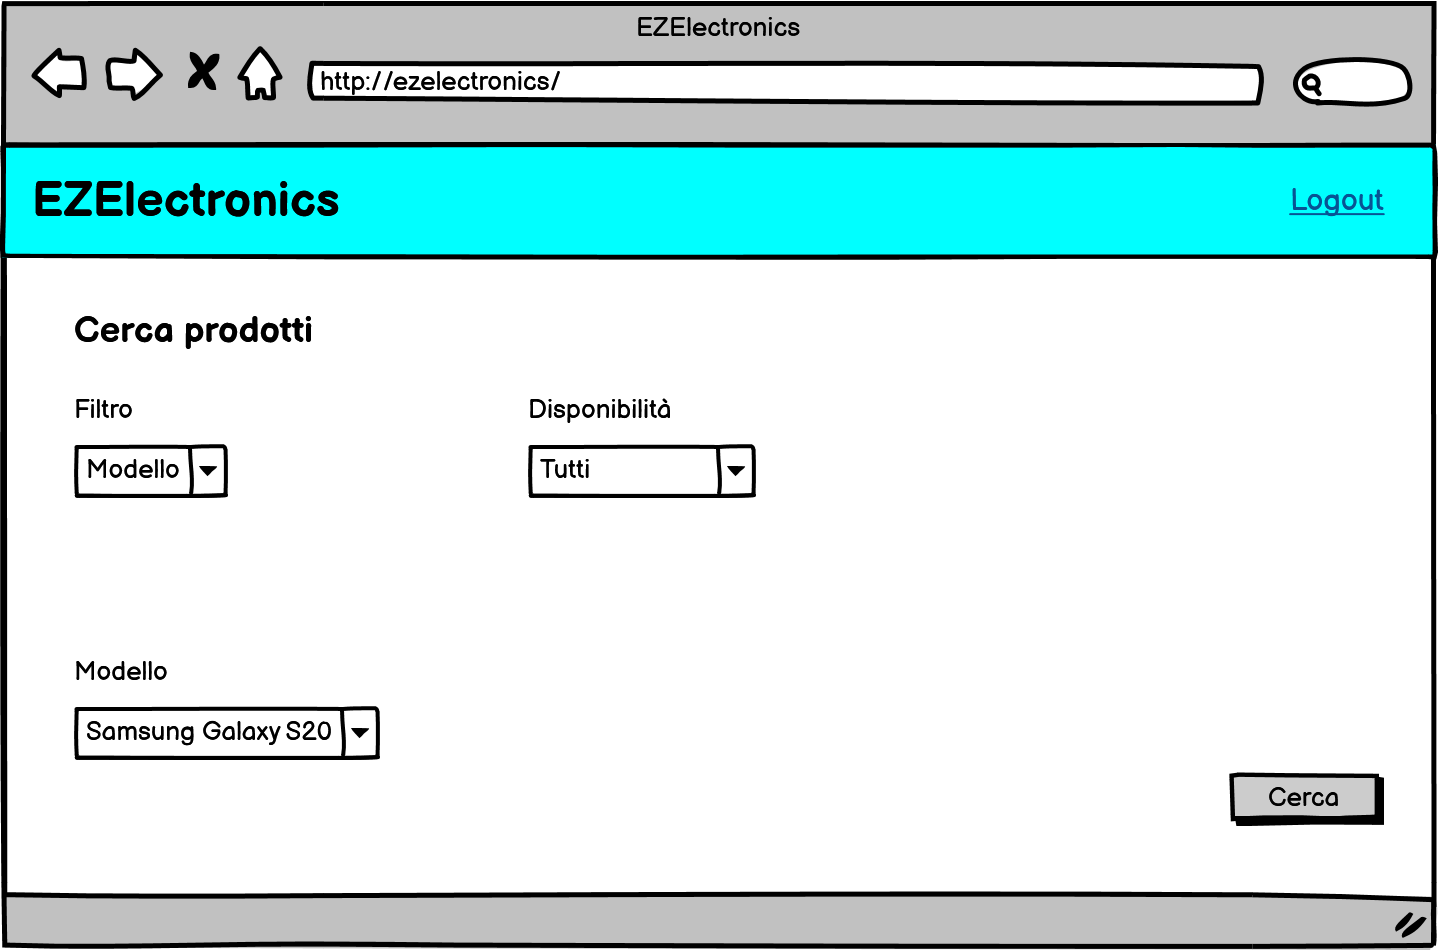 EZElectronics
http://ezelectronics/
EZElectronics
Logout
Cerca prodotti
Filtro
Disponibilità
Modello
Tutti
Modello
Samsung Galaxy S20
Cerca